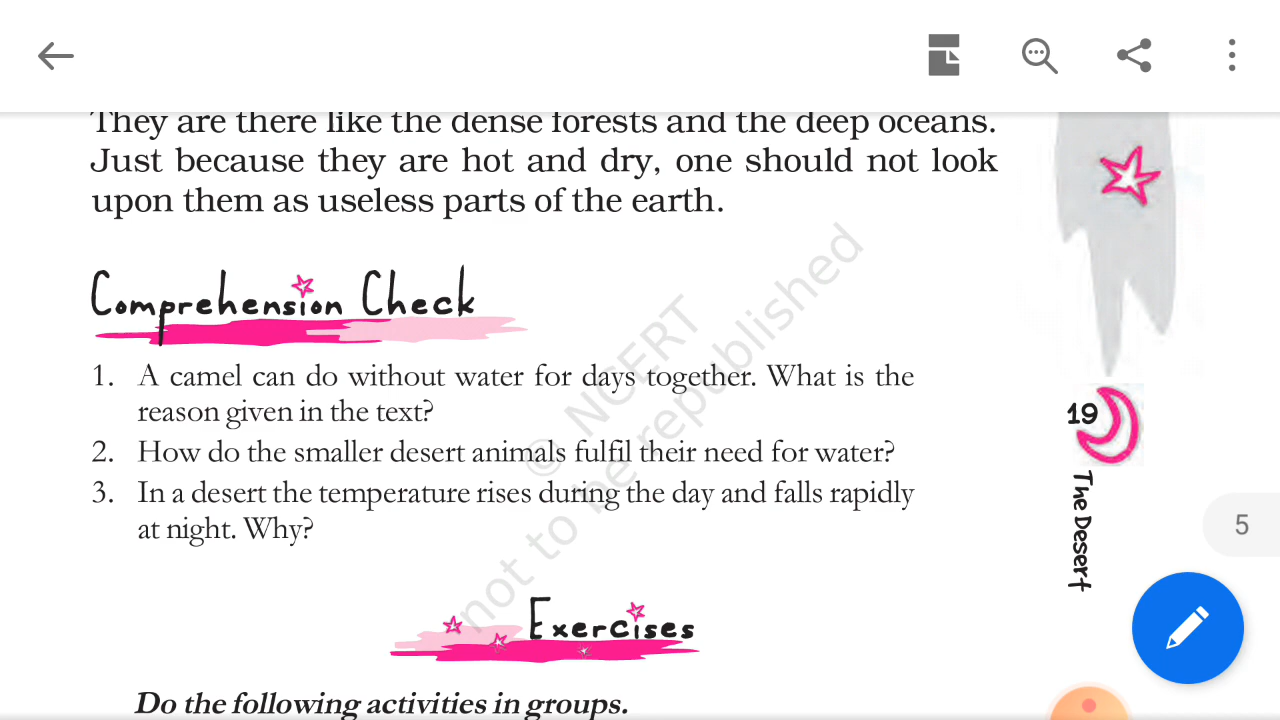 They are there like the dense forests and the deep oceans.
Just because they are hot and dry, one should not look
upon them as useless parts of the earth.
Comprehension Check
1. A camel can do without water for days together. What is the
reason given in the text?
2. How do the smaller desert animals fulfil their need for water?
3. In a desert the temperature rises during the day and falls rapidly
at night. Why?
© NCERT
not to be republished
19
The Desert
5
Exercises
Do the following activities in groups.